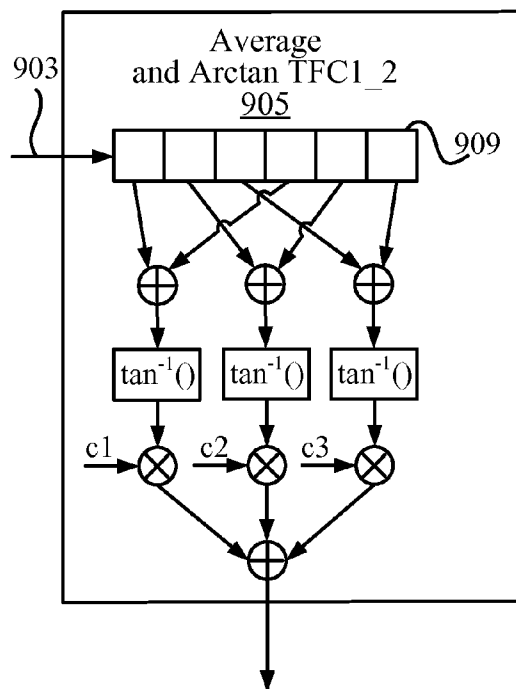 Average
and Arctan TFC1_2
905
903
909
tan⁻¹() tan⁻¹() tan⁻¹()
c1 c2 c3